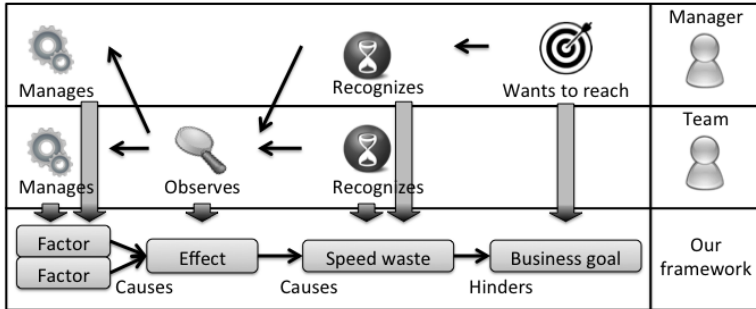 Manager
Manages
Recognizes
Wants to reach
Team
Manages
Observes
Recognizes
Factor
Factor
Effect
Speed waste
Business goal
Our
framework
Causes
Causes
Hinders